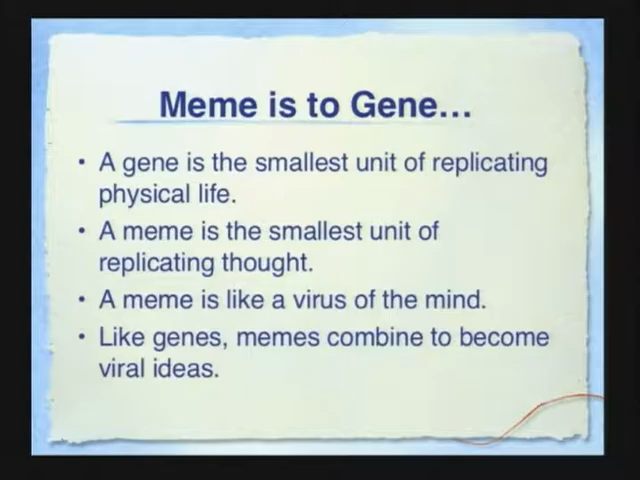 Meme is to Gene...
• A gene is the smallest unit of replicating
physical life.
• A meme is the smallest unit of
replicating thought.
• A meme is like a virus of the mind.
• Like genes, memes combine to become
viral ideas.